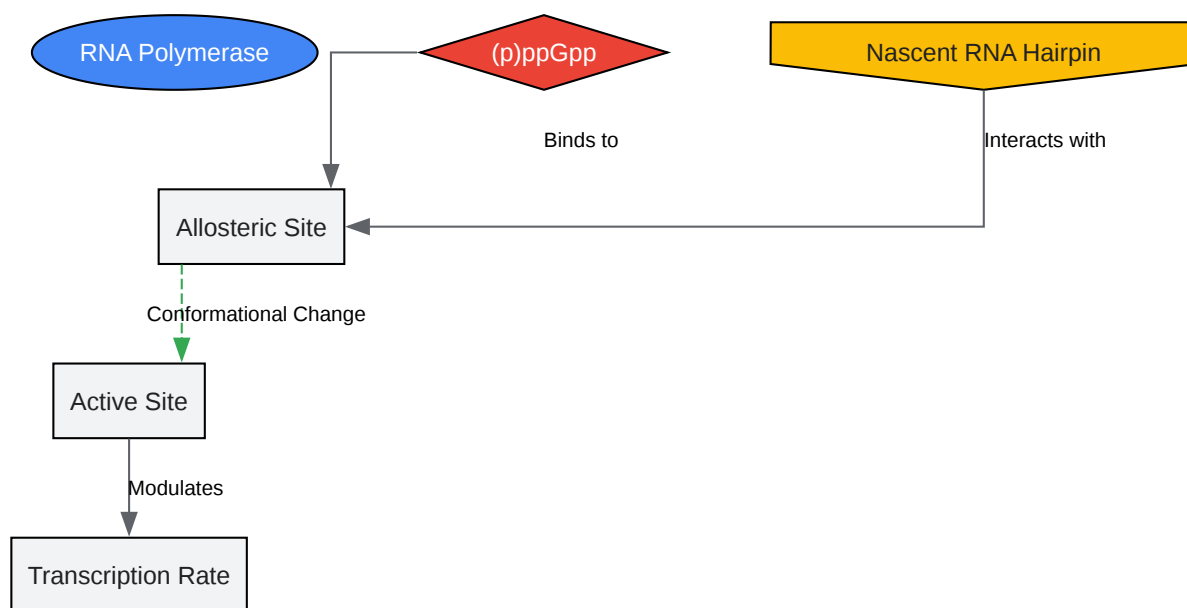 RNA Polymerase
(p)ppGpp
Nascent RNA Hairpin
Binds to
Interacts with
Allosteric Site
Conformational Change
Active Site
Modulates
Transcription Rate